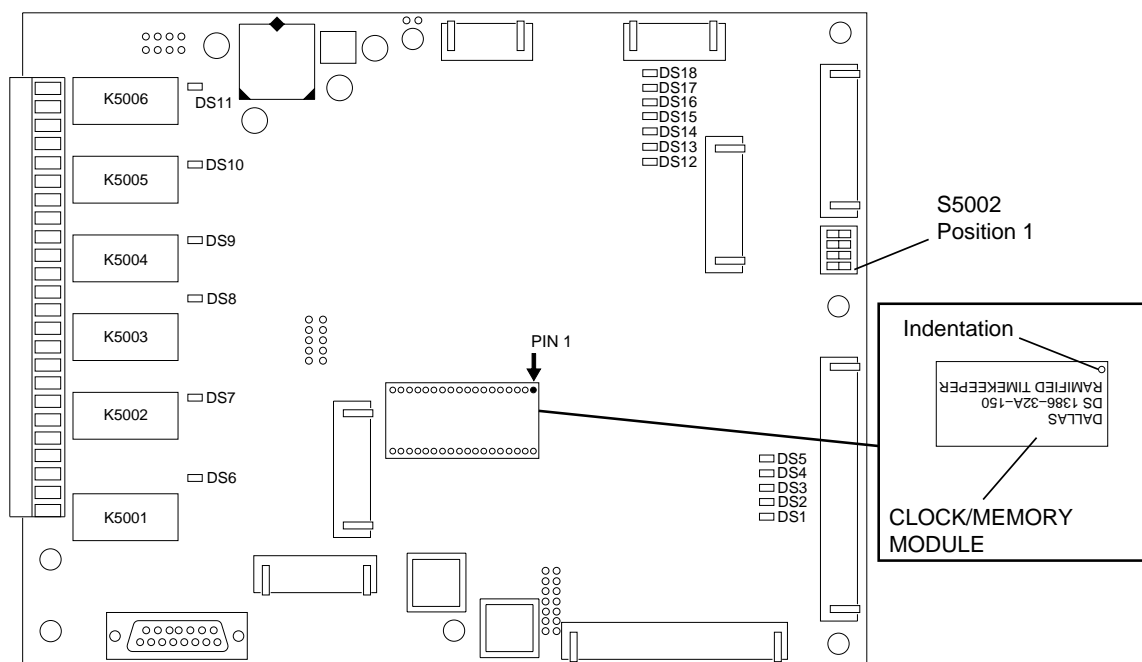 DS18
DS17
DS16
DS15
DS14
DS13
DS12
K5006
DS11
K5005
DS10
S5002
Position 1
K5004
DS9
DS8
K5003
PIN 1
Indentation
DALLAS
DS 1386-32A-150
RAMIFIED TIMEKEEPER
K5002
DS7
DS5
DS4
DS3
DS2
DS1
DS6
K5001
CLOCK/MEMORY
MODULE